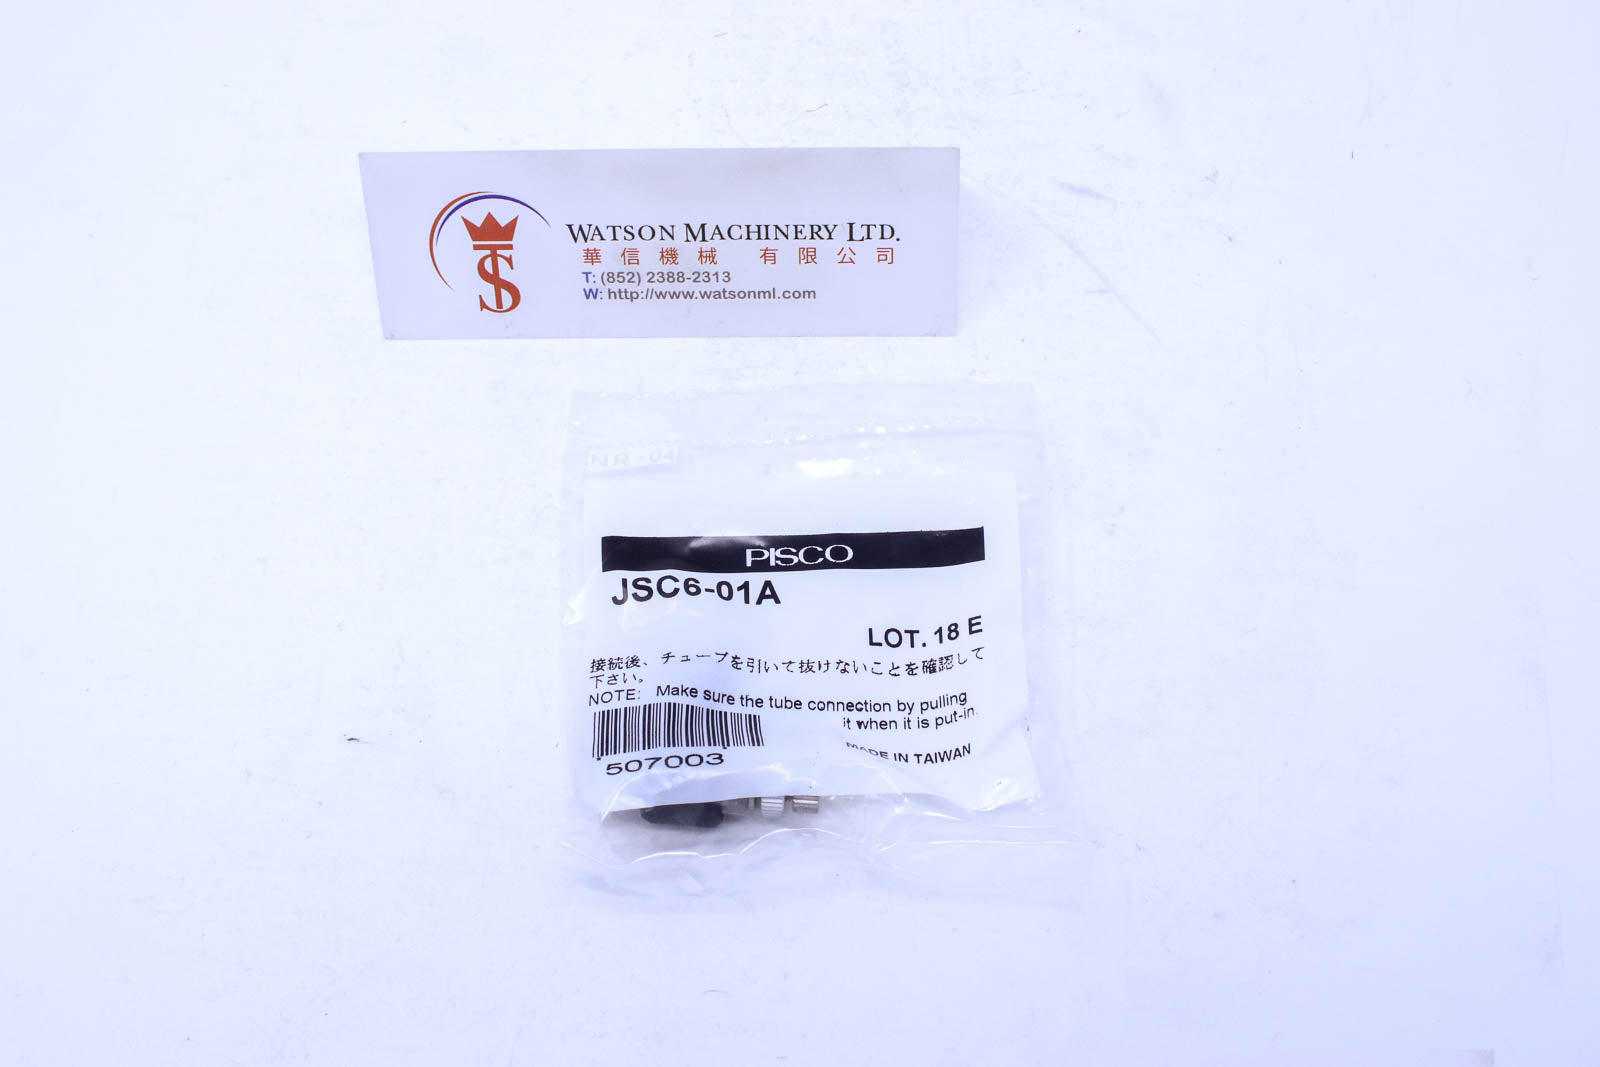 WATSON MACHINERY LTD.
華信機械 有限公司
T: (852) 2388-2313
W: http://www.watsonml.com
NR-04
PISCO
JSC6-01A
LOT. 18 E
接続後、チューブを引いて抜けないことを確認して
下さい。
NOTE: Make sure the tube connection by pulling
it when it is put-in.
507003
MADE IN TAIWAN